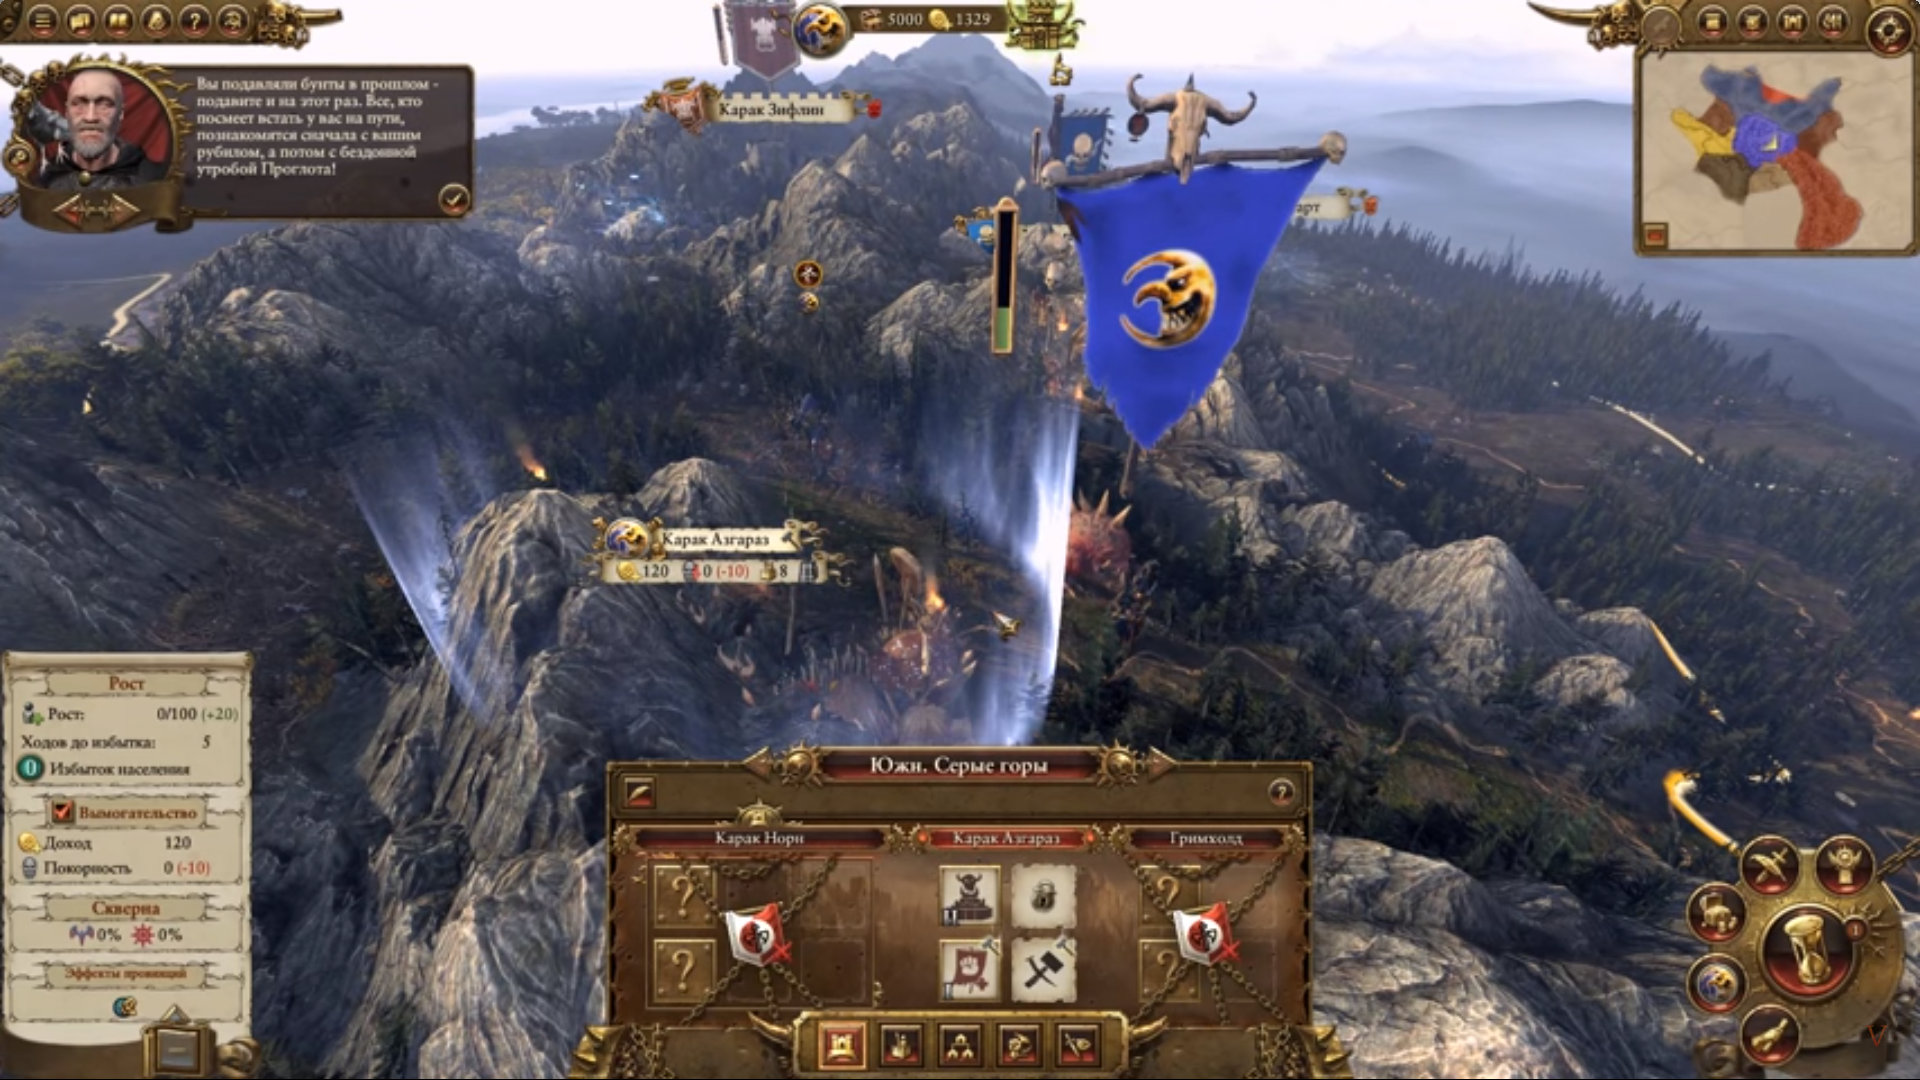 5000 1329
Вы подавляли бунты в прошлом -
подавите и на этот раз. Все, кто
посмеет встать у вас на пути,
познакомятся сначала с вашим
рубилом, а потом с бездонной
утробой Проглота!
Карак Зифлин
арт
Карак Азгараз
120 0 (-10) 8
Рост
Рост: 0/100 (+20)
Ходов до избытка: 5
0 Избыток населения
Вымогательство
Доход 120
Покорность 0 (-10)
Скверна
0% 0%
Эффекты провинции
Южн. Серые горы
?
Карак Норн Карак Азгараз Гримхолд
? ?
? ?
1